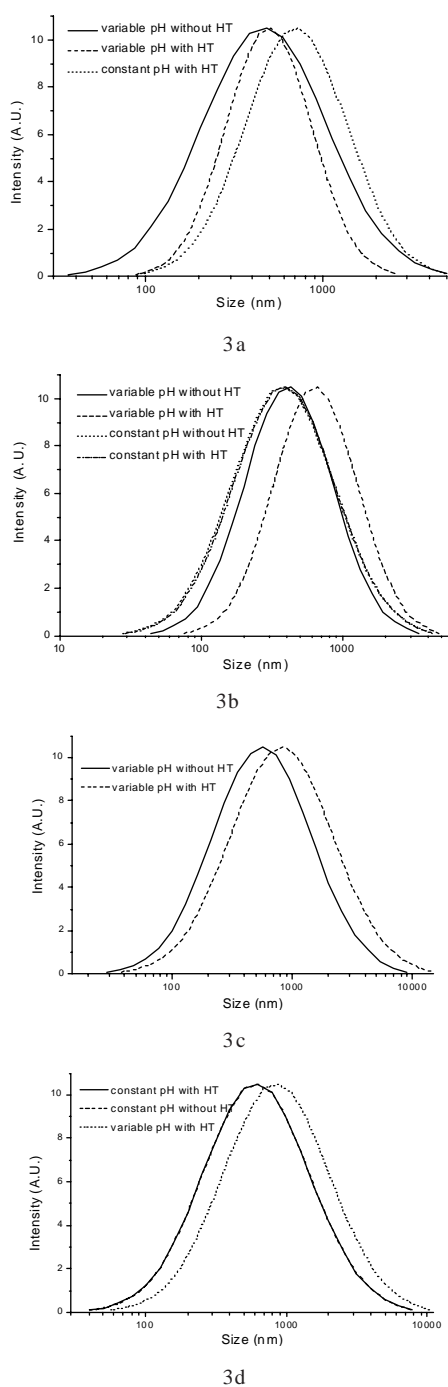 variable pH without HT
variable pH with HT
constant pH with HT
10
8
6
4
2
0
Intensity (A.U.)
100 1000
Size (nm)
3a
variable pH without HT
variable pH with HT
constant pH without HT
constant pH with HT
10
8
6
4
2
0
Intensity (A.U.)
10 100 1000
Size (nm)
3b
variable pH without HT
variable pH with HT
10
8
6
4
2
0
Intensity (A.U.)
100 1000 10000
Size (nm)
3c
constant pH with HT
constant pH without HT
variable pH with HT
10
8
6
4
2
0
Intensity (A.U.)
100 1000 10000
Size (nm)
3d